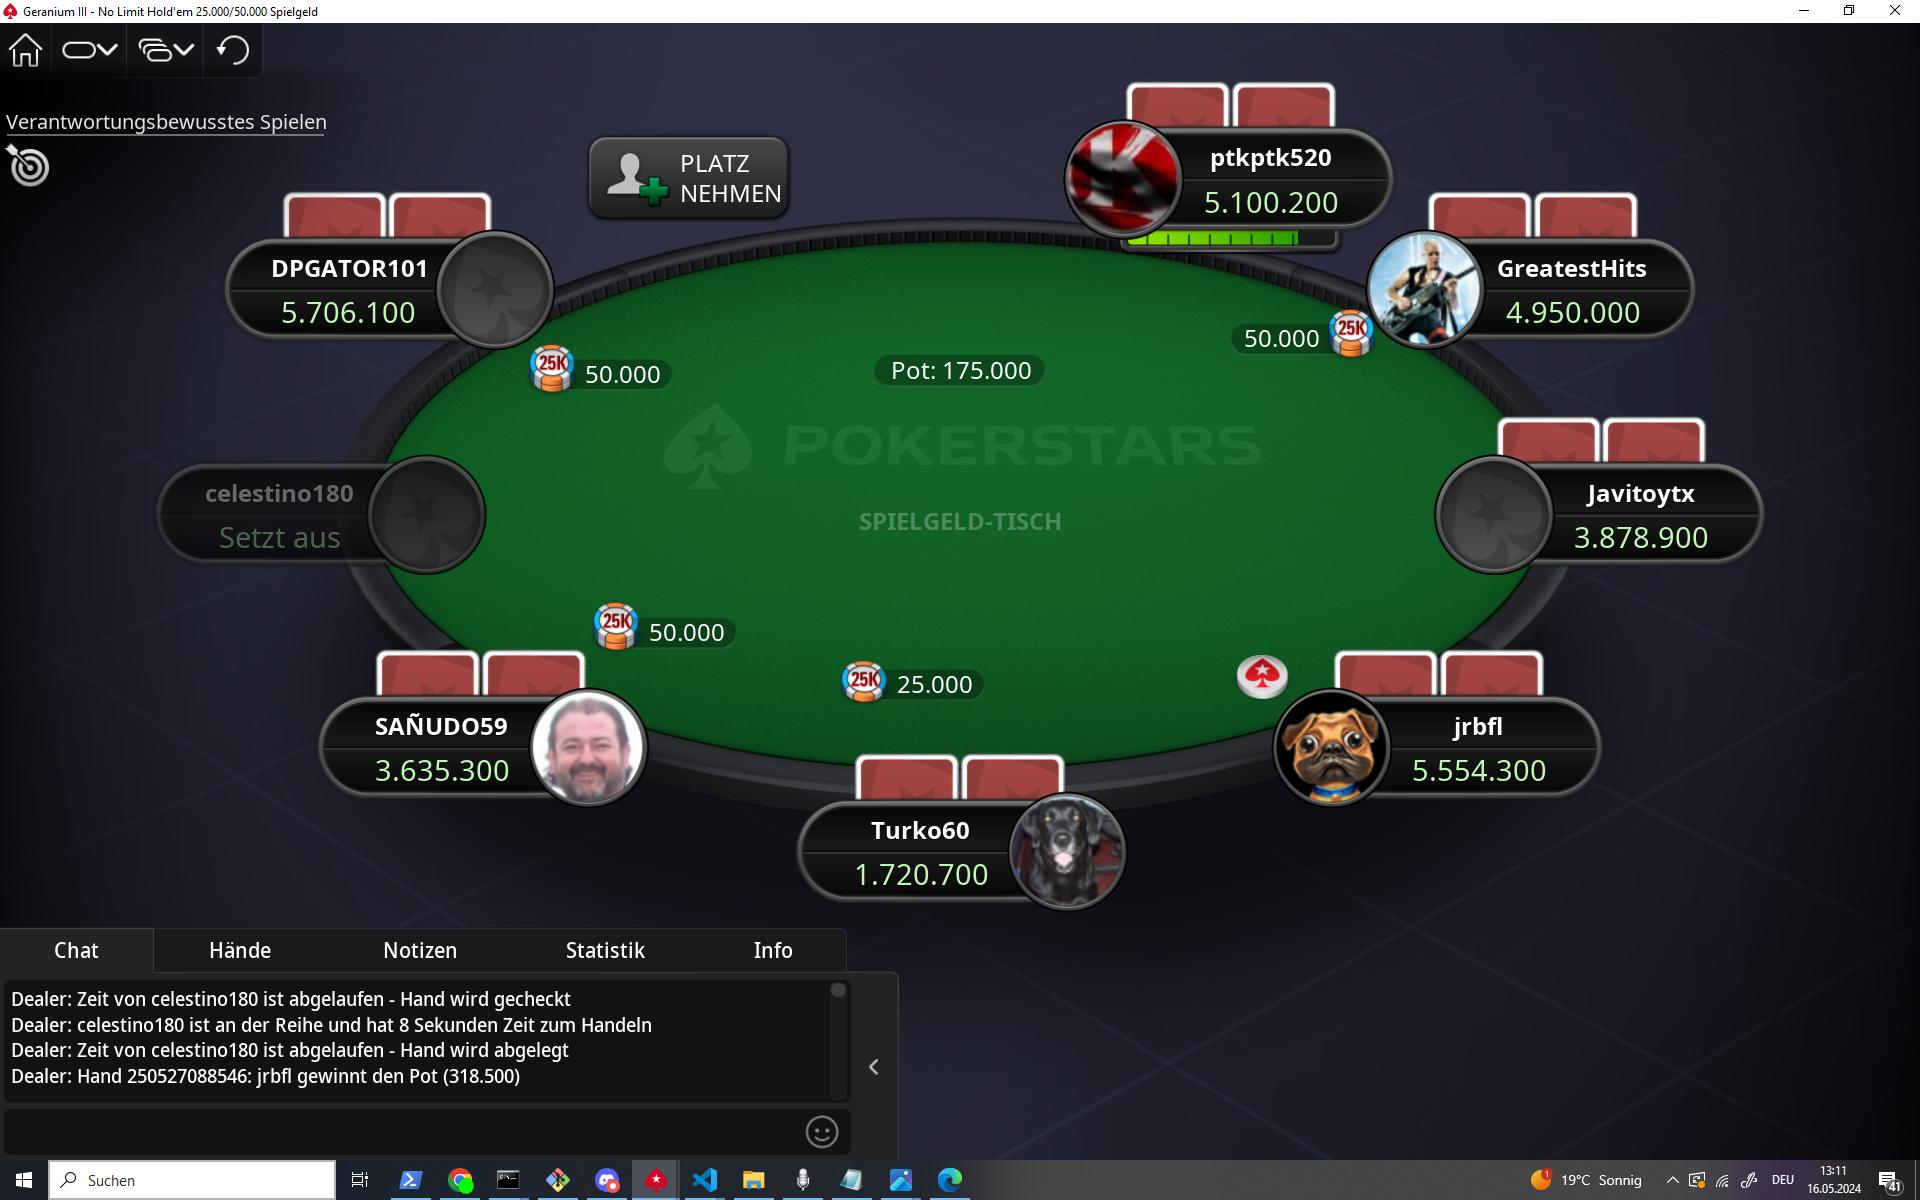 Geranium III - No Limit Hold'em 25.000/50.000 Spielgeld
Verantwortungsbewusstes Spielen
PLATZ
NEHMEN
ptkptk520
5.100.200
DPGATOR101
5.706.100
GreatestHits
4.950.000
25K 50.000
50.000 25K
Pot: 175.000
POKERSTARS
SPIELGELD-TISCH
celestino180
Setzt aus
Javitoytx
3.878.900
25K 50.000
25K 25.000
SAÑUDO59
3.635.300
jrbfl
5.554.300
Turko60
1.720.700
Chat Hände Notizen Statistik Info
Dealer: Zeit von celestino180 ist abgelaufen - Hand wird gecheckt
Dealer: celestino180 ist an der Reihe und hat 8 Sekunden Zeit zum Handeln
Dealer: Zeit von celestino180 ist abgelaufen - Hand wird abgelegt
Dealer: Hand 250527088546: jrbfl gewinnt den Pot (318.500)
Suchen
1
19°C Sonnig
DEU
13:11
16.05.2024
41